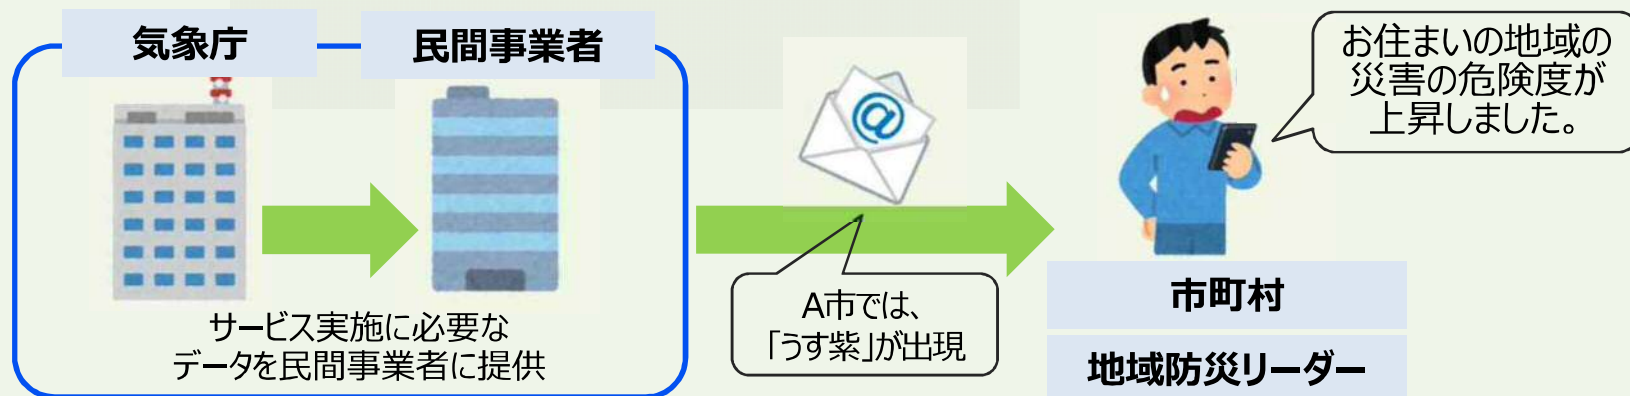 気象庁
民間事業者
サービス実施に必要な
データを民間事業者に提供
@
A市では、
「うす紫」が出現
お住まいの地域の
災害の危険度が
上昇しました。
市町村
地域防災リーダー